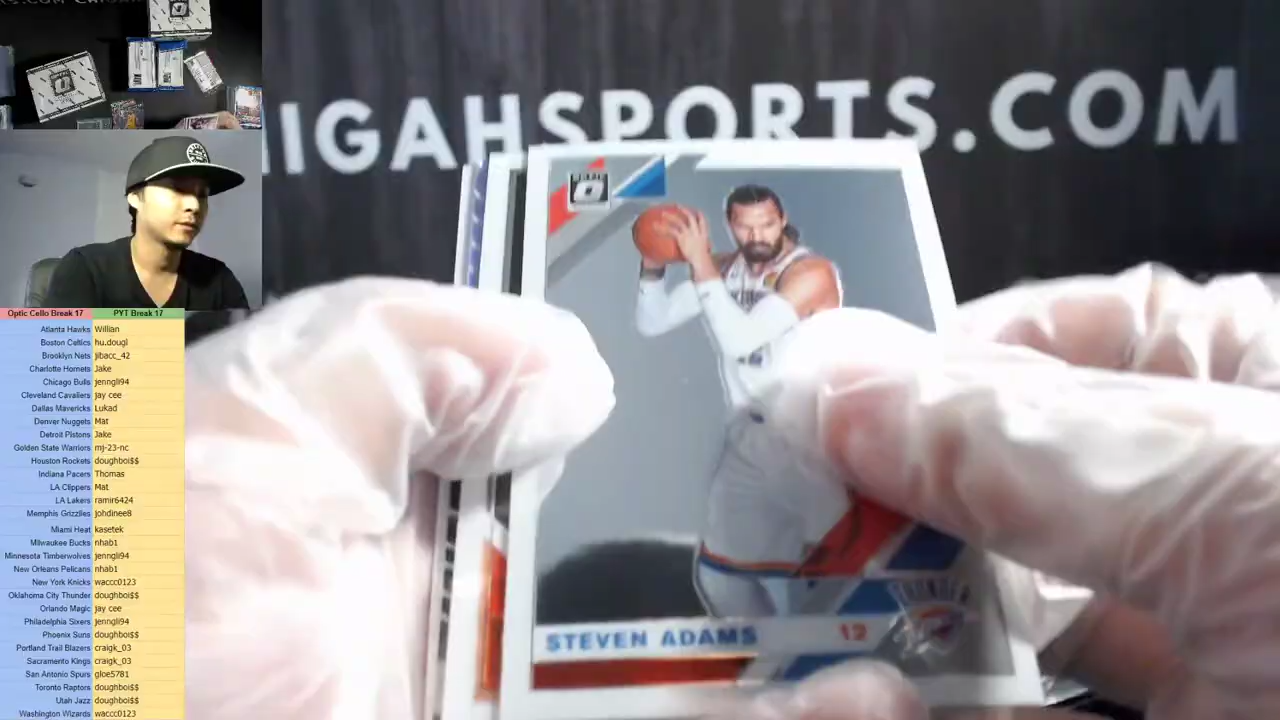 IGAHSPORTS.COM
STEVEN ADAMS 12
THUNDER
Optic Cello Break 17 PYT Break 17
Atlanta Hawks Willian
Boston Celtics hu.dougl
Brooklyn Nets jibacc_42
Charlotte Hornets Jake
Chicago Bulls jenngli94
Cleveland Cavaliers jay cee
Dallas Mavericks Lukad
Denver Nuggets Mat
Detroit Pistons Jake
Golden State Warriors mj-23-nc
Houston Rockets doughboi$$
Indiana Pacers Thomas
LA Clippers Mat
LA Lakers ramir6424
Memphis Grizzlies johdinee8
Miami Heat kasetek
Milwaukee Bucks nhab1
Minnesota Timberwolves jenngli94
New Orleans Pelicans nhab1
New York Knicks waccc0123
Oklahoma City Thunder doughboi$$
Orlando Magic jay cee
Philadelphia Sixers jenngli94
Phoenix Suns doughboi$$
Portland Trail Blazers craigk_03
Sacramento Kings craigk_03
San Antonio Spurs gloe5781
Toronto Raptors doughboi$$
Utah Jazz doughboi$$
Washington Wizards waccc0123